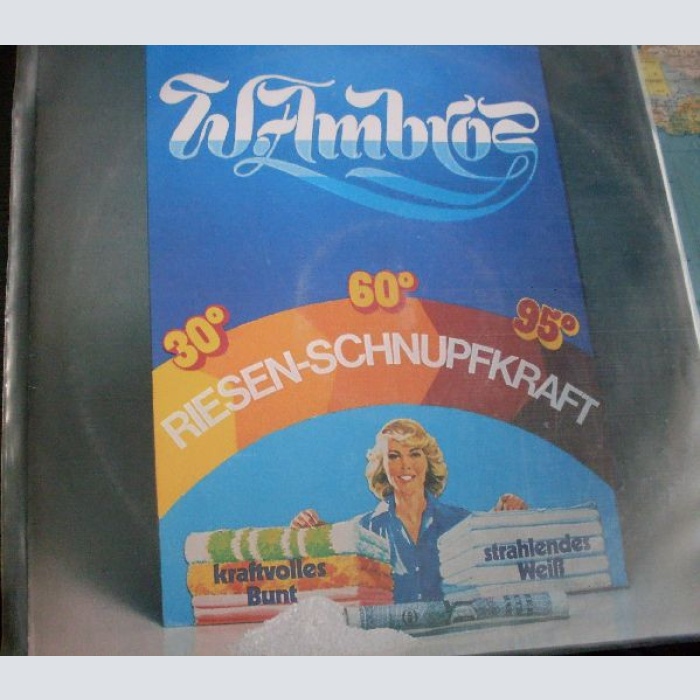 W. Ambros
30° 60° 95°
RIESEN-SCHNUPFKRAFT
kraftvolles
Bunt
strahlendes
Weiß